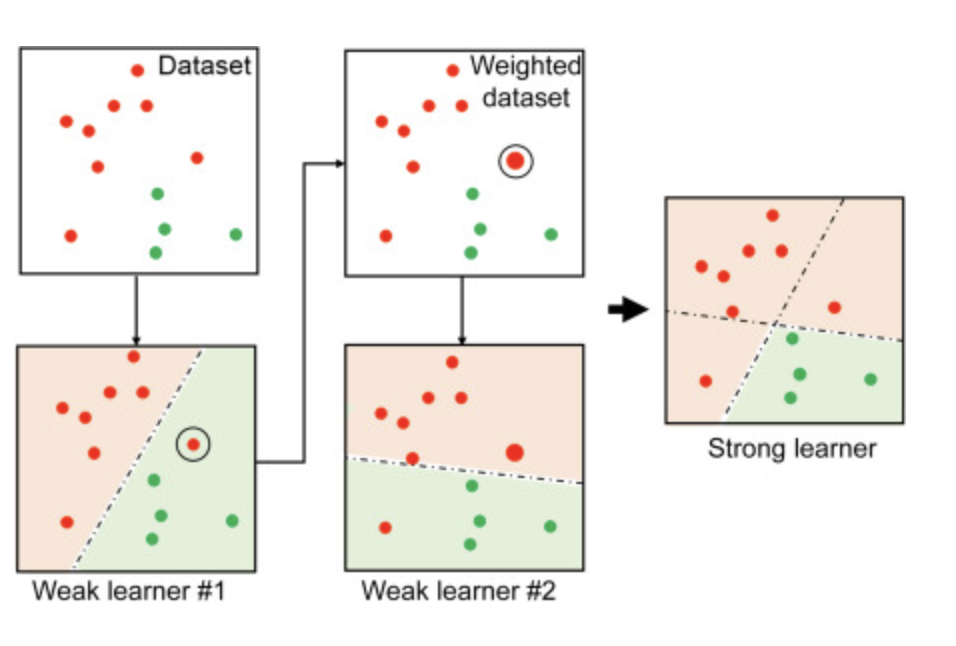 Dataset
Weighted
dataset
Weak learner #1
Weak learner #2
Strong learner